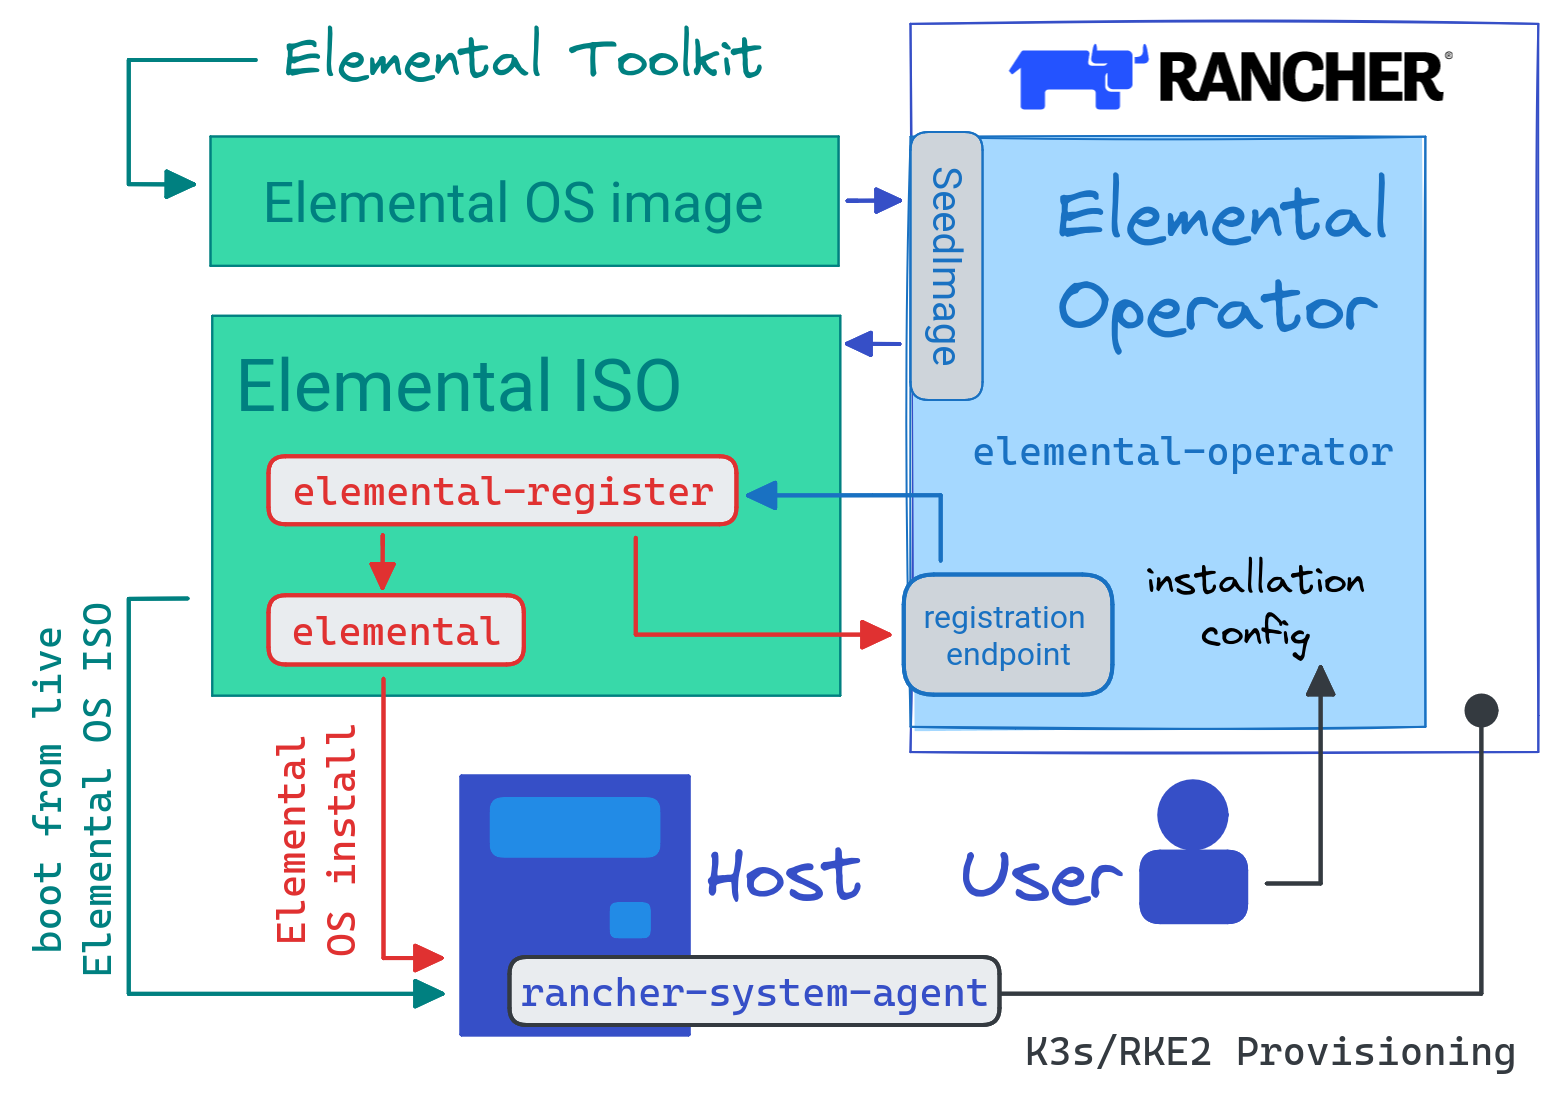 Elemental Toolkit
RANCHER®
Elemental OS image
SeedImage
Elemental
Operator
Elemental ISO
elemental-operator
elemental-register
installation
config
elemental
registration
endpoint
boot from live
Elemental OS ISO
Elemental
OS install
Host
User
rancher-system-agent
K3s/RKE2 Provisioning